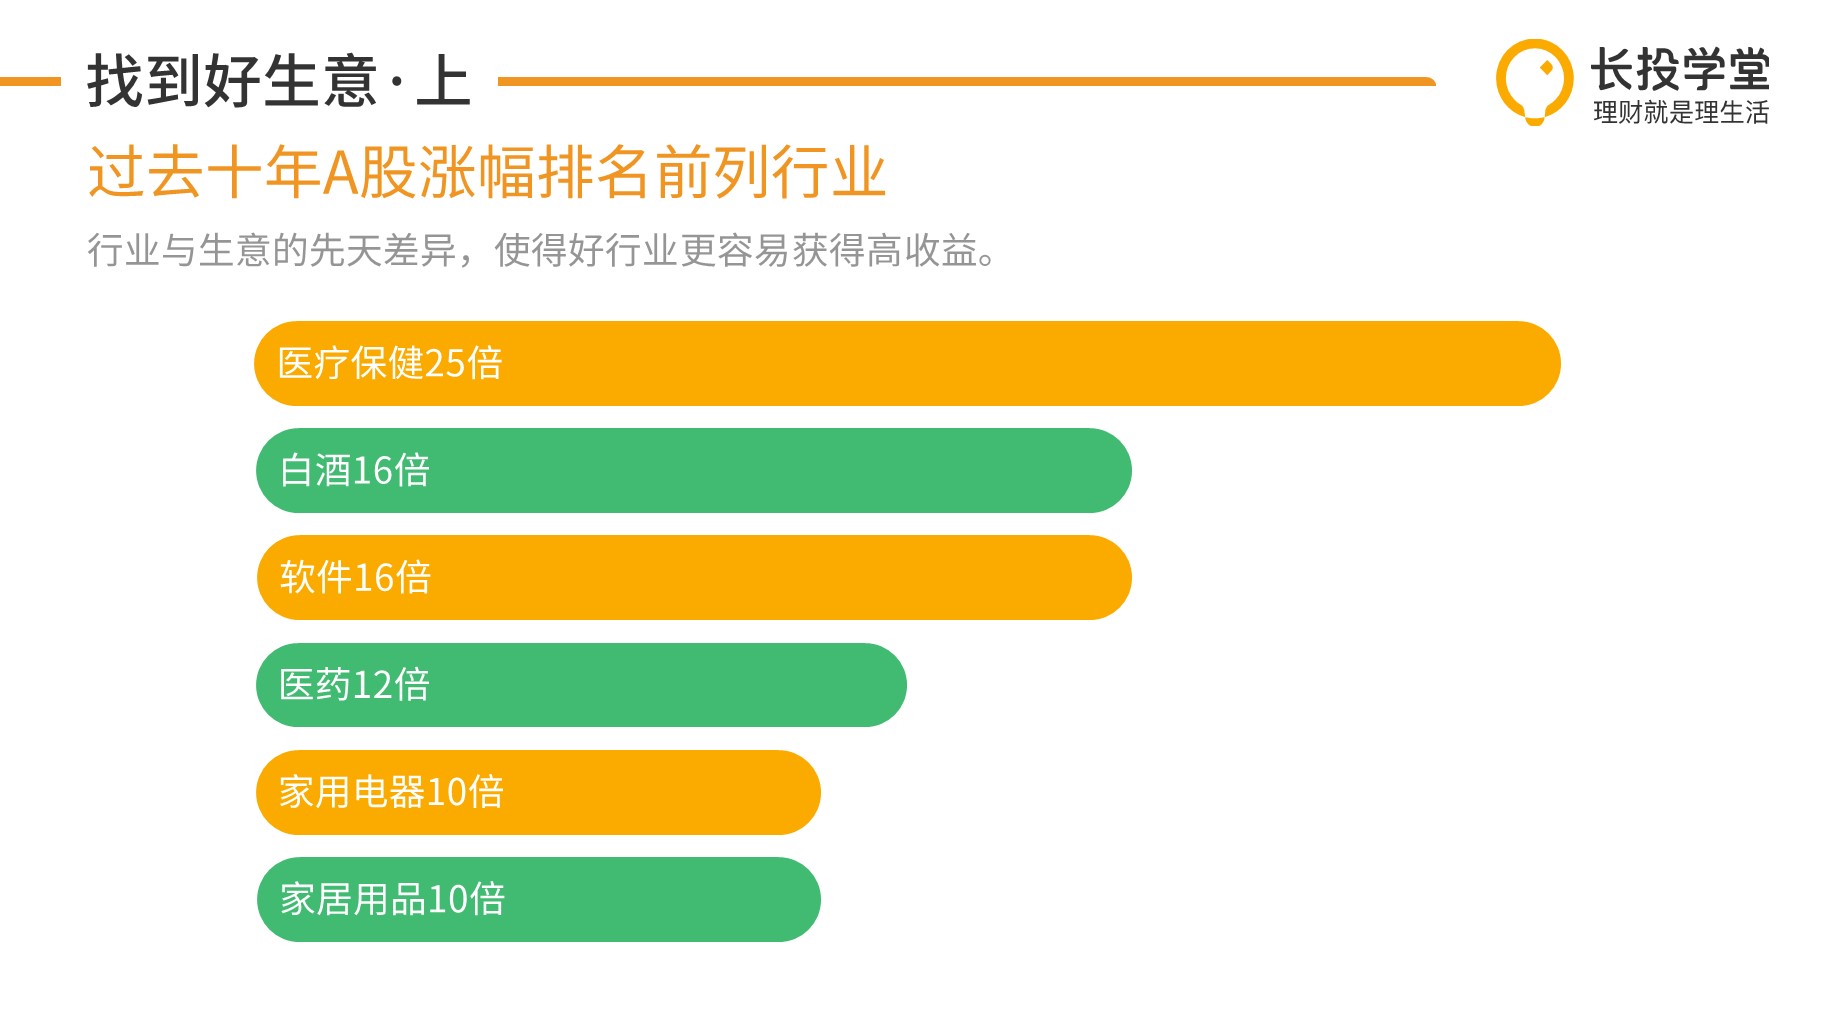 找到好生意·上
长投学堂
理财就是理生活
过去十年A股涨幅排名前列行业
行业与生意的先天差异，使得好行业更容易获得高收益。
医疗保健25倍
白酒16倍
软件16倍
医药12倍
家用电器10倍
家居用品10倍